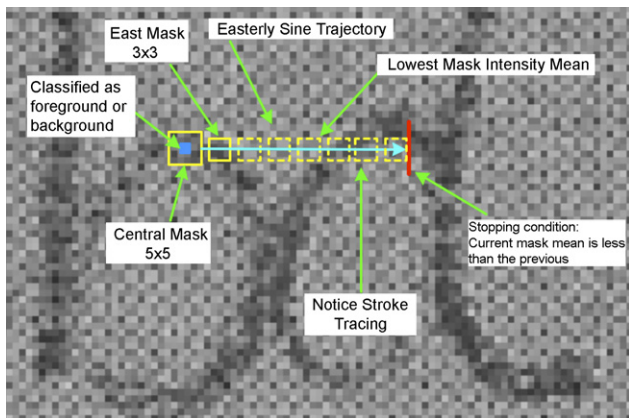 East Mask
3x3
Easterly Sine Trajectory
Lowest Mask Intensity Mean
Classified as
foreground or
background
Central Mask
5x5
Stopping condition:
Current mask mean is less
than the previous
Notice Stroke
Tracing